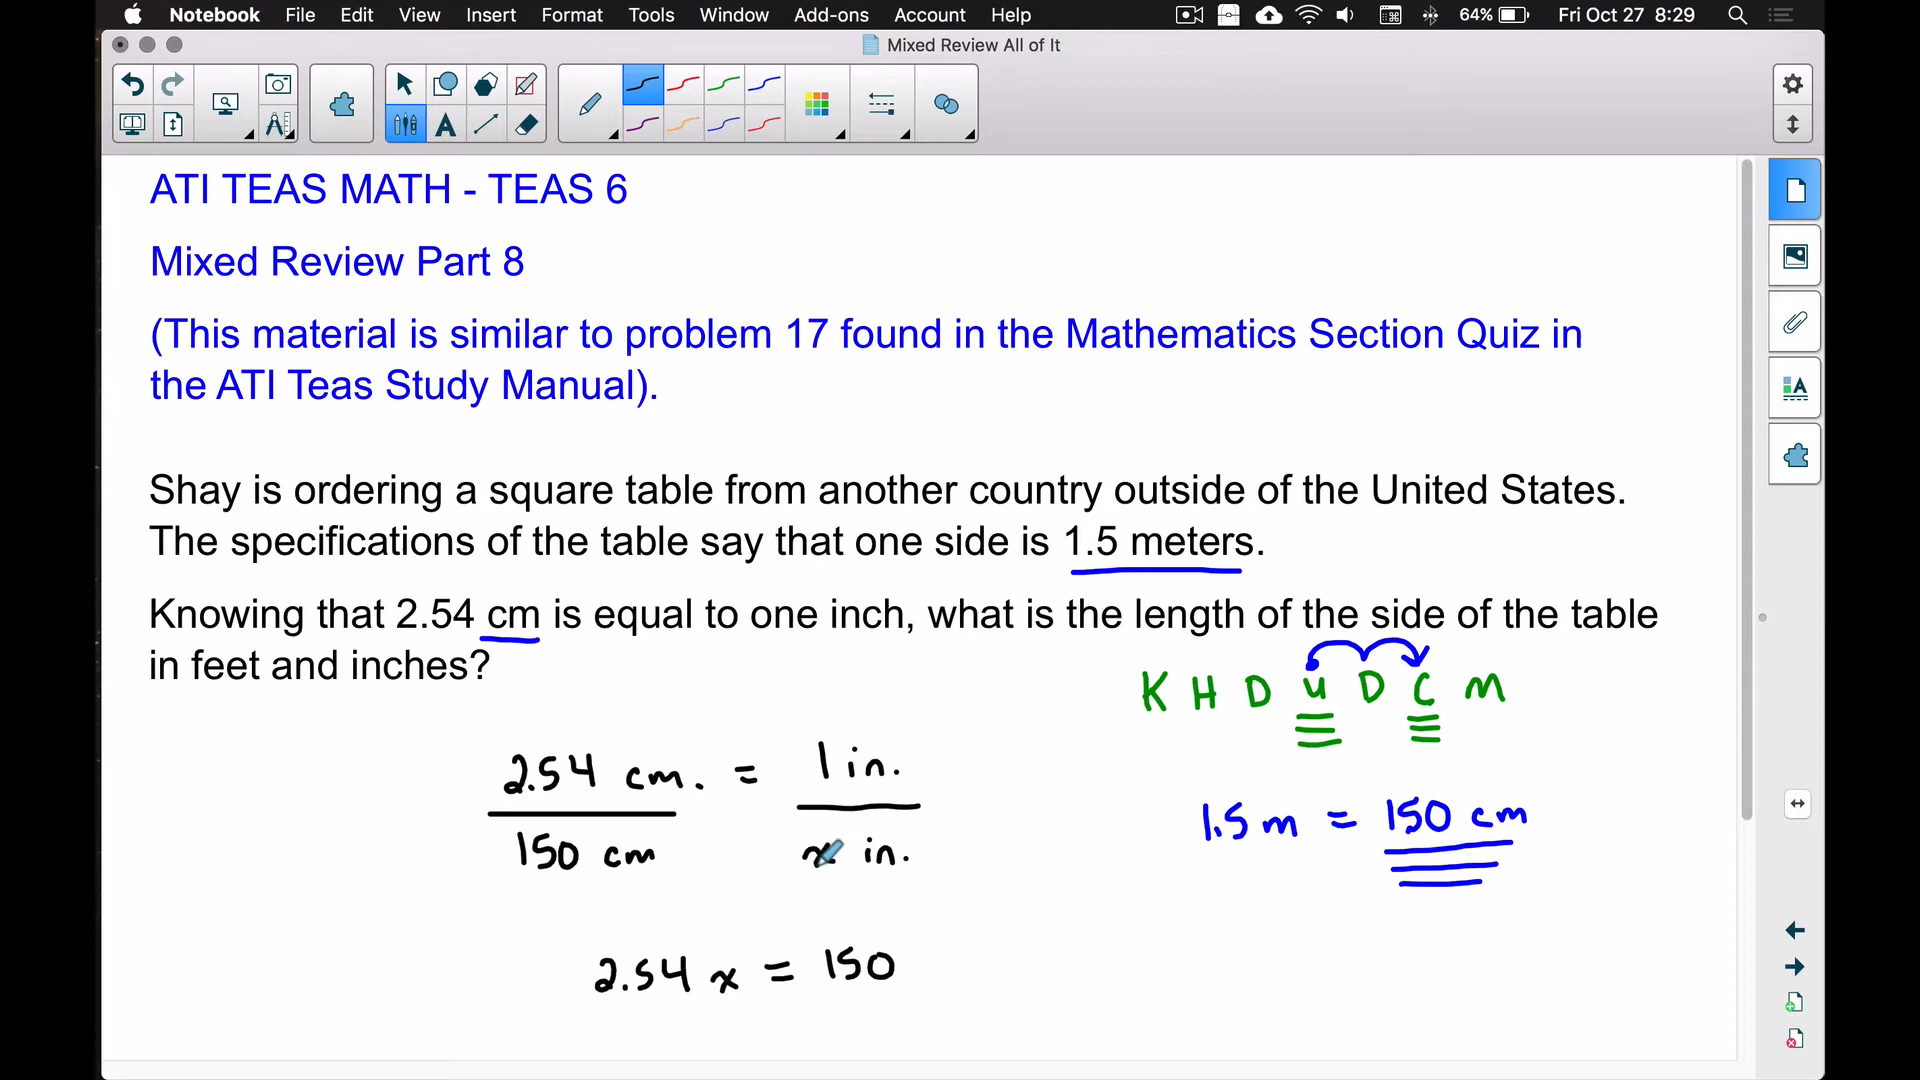 Notebook File Edit View Insert Format Tools Window Add-ons Account Help 64% Fri Oct 27 8:29
Mixed Review All of It
ATI TEAS MATH - TEAS 6
Mixed Review Part 8
(This material is similar to problem 17 found in the Mathematics Section Quiz in
the ATI Teas Study Manual).
Shay is ordering a square table from another country outside of the United States.
The specifications of the table say that one side is 1.5 meters.
Knowing that 2.54 cm is equal to one inch, what is the length of the side of the table
in feet and inches?
K H D U D C M
2.54 cm. = 1 in.
150 cm x in.
1.5 m = 150 cm
2.54 x = 150